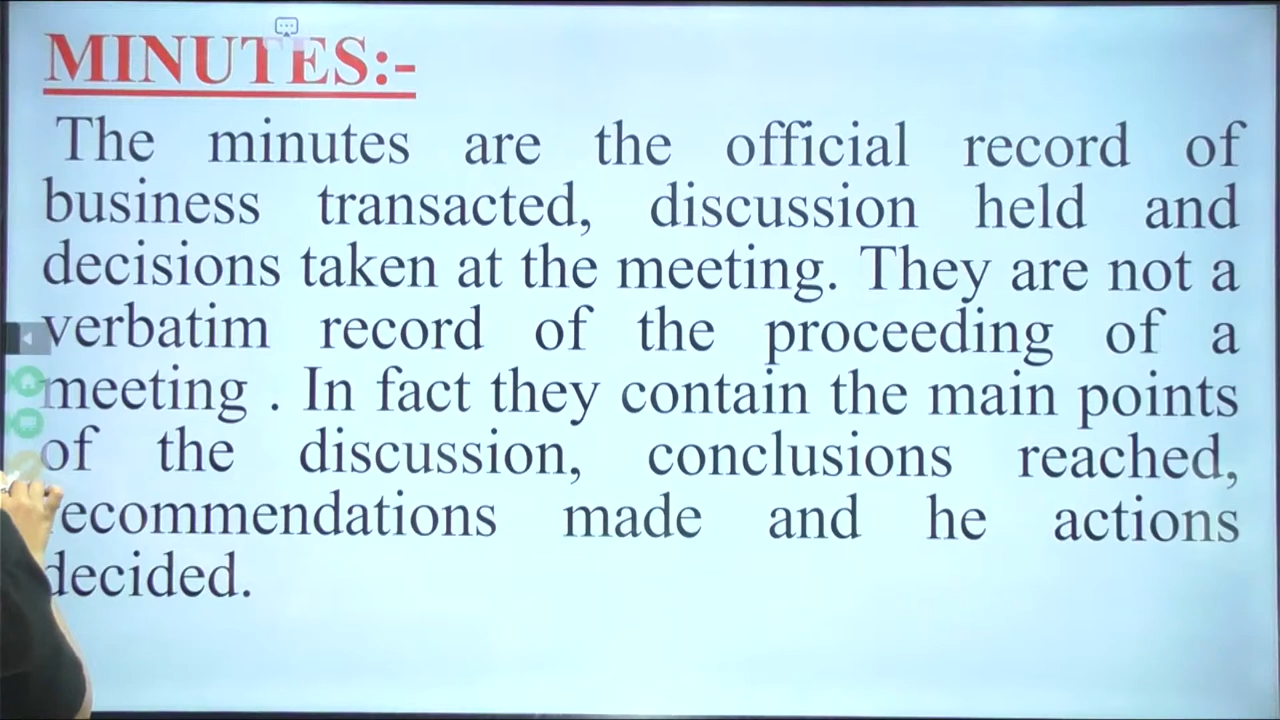 MINUTES:-
The minutes are the official record of
business transacted, discussion held and
decisions taken at the meeting. They are not a
verbatim record of the proceeding of a
meeting . In fact they contain the main points
of the discussion, conclusions reached,
recommendations made and he actions
decided.